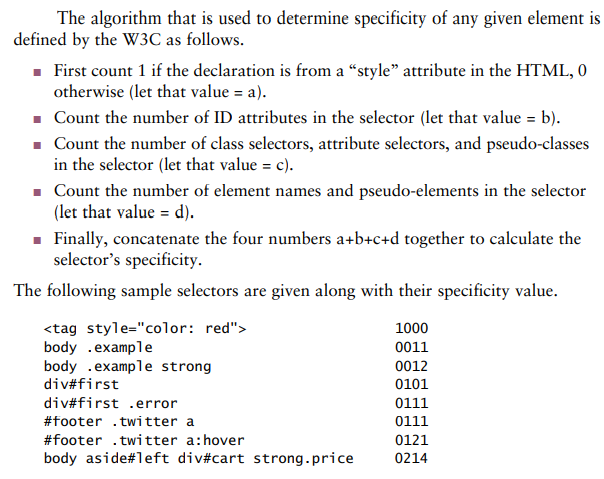 The algorithm that is used to determine specificity of any given element is
defined by the W3C as follows.
■ First count 1 if the declaration is from a “style” attribute in the HTML, 0
otherwise (let that value = a).
■ Count the number of ID attributes in the selector (let that value = b).
■ Count the number of class selectors, attribute selectors, and pseudo-classes
in the selector (let that value = c).
■ Count the number of element names and pseudo-elements in the selector
(let that value = d).
■ Finally, concatenate the four numbers a+b+c+d together to calculate the
selector’s specificity.
The following sample selectors are given along with their specificity value.
<tag style="color: red"> 1000
body .example 0011
body .example strong 0012
div#first 0101
div#first .error 0111
#footer .twitter a 0111
#footer .twitter a:hover 0121
body aside#left div#cart strong.price 0214